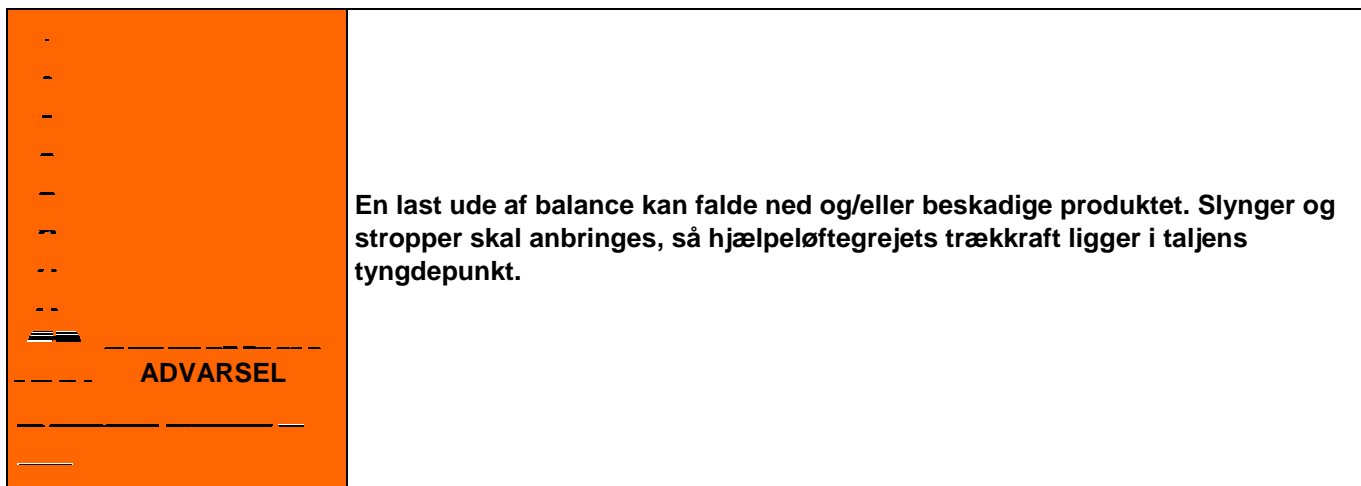 ADVARSEL
En last ude af balance kan falde ned og/eller beskadige produktet. Slynger og
stropper skal anbringes, så hjælpeløftegrejets trækkraft ligger i taljens
tyngdepunkt.